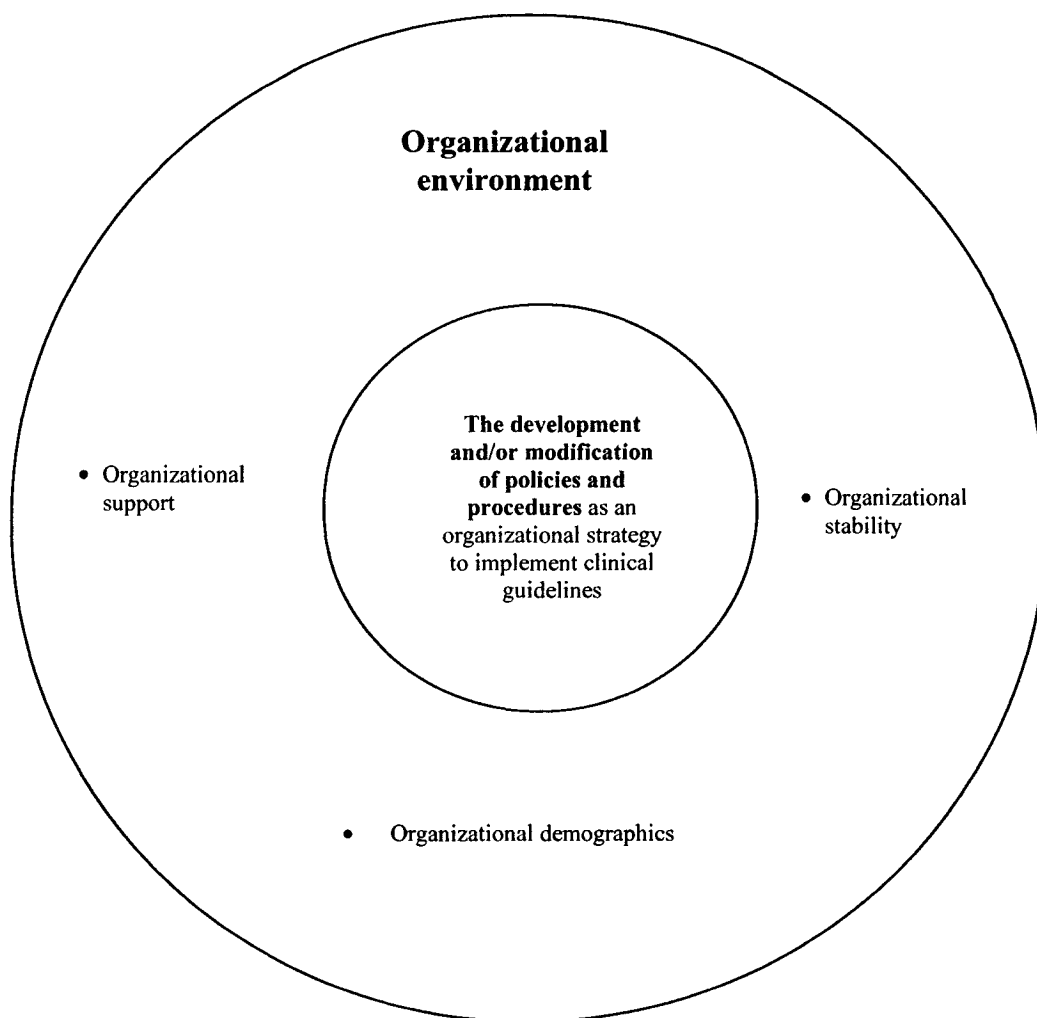 Organizational
environment
The development
and/or modification
of policies and
procedures as an
organizational strategy
to implement clinical
guidelines
• Organizational
support
• Organizational
stability
• Organizational demographics